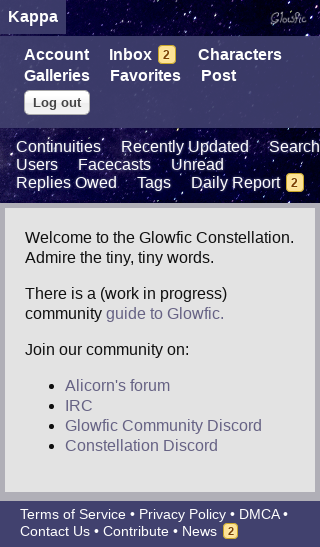 Kappa Glowfic
Account Inbox 2 Characters
Galleries Favorites Post
Log out
Continuities Recently Updated Search
Users Facecasts Unread
Replies Owed Tags Daily Report 2
Welcome to the Glowfic Constellation.
Admire the tiny, tiny words.
There is a (work in progress)
community guide to Glowfic.
Join our community on:
• Alicorn's forum
• IRC
• Glowfic Community Discord
• Constellation Discord
Terms of Service • Privacy Policy • DMCA •
Contact Us • Contribute • News 2